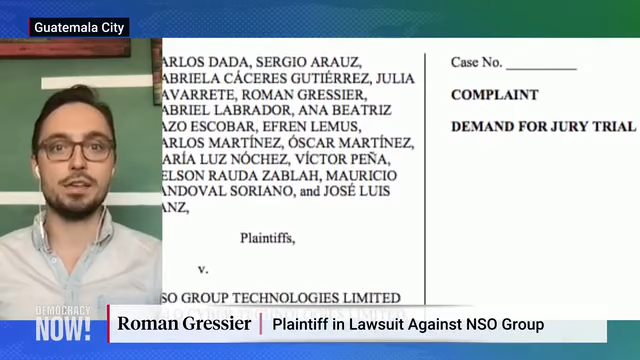 Guatemala City
ARLOS DADA, SERGIO ARAUZ,
ABRIELA CÁCERES GUTIÉRREZ, JULIA
AVARRETE, ROMAN GRESSIER,
ABRIEL LABRADOR, ANA BEATRIZ
AZO ESCOBAR, EFREN LEMUS,
ARLOS MARTÍNEZ, ÓSCAR MARTÍNEZ,
ARÍA LUZ NÓCHEZ, VÍCTOR PEÑA,
ELSON RAUDA ZABLAH, MAURICIO
ANDOVAL SORIANO, and JOSÉ LUIS
ANZ,
Plaintiffs,
v.
SO GROUP TECHNOLOGIES LIMITED
Case No. __________
COMPLAINT
DEMAND FOR JURY TRIAL
DEMOCRACY
NOW!
Roman Gressier | Plaintiff in Lawsuit Against NSO Group